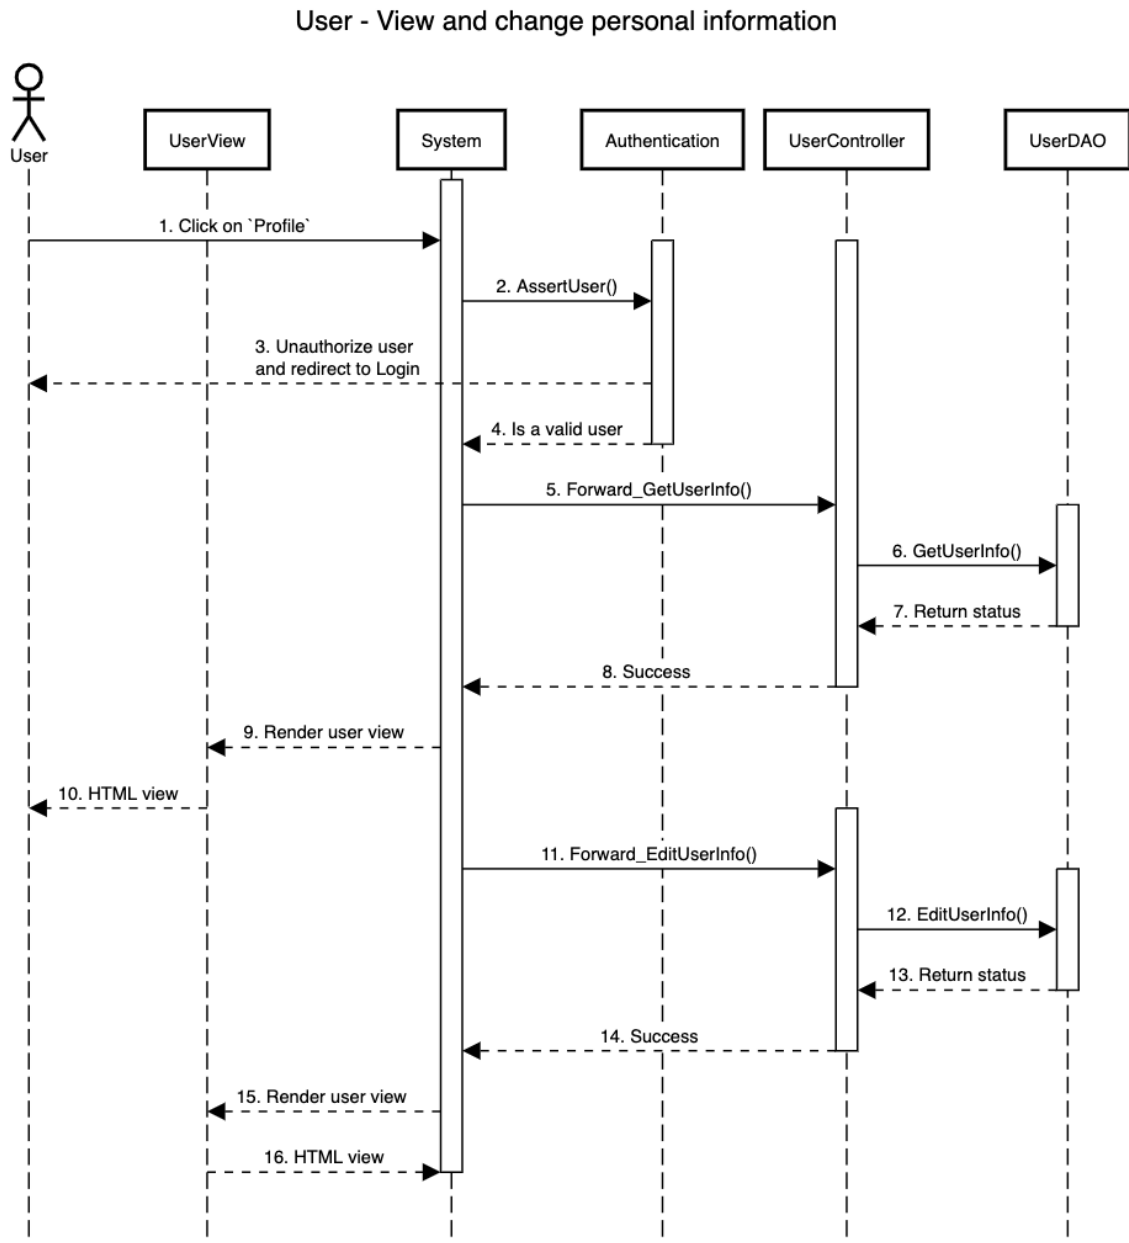 User - View and change personal information
User
UserView
System
Authentication
UserController
UserDAO
1. Click on `Profile`
2. AssertUser()
3. Unauthorize user
and redirect to Login
4. Is a valid user
5. Forward_GetUserInfo()
6. GetUserInfo()
7. Return status
8. Success
9. Render user view
10. HTML view
11. Forward_EditUserInfo()
12. EditUserInfo()
13. Return status
14. Success
15. Render user view
16. HTML view